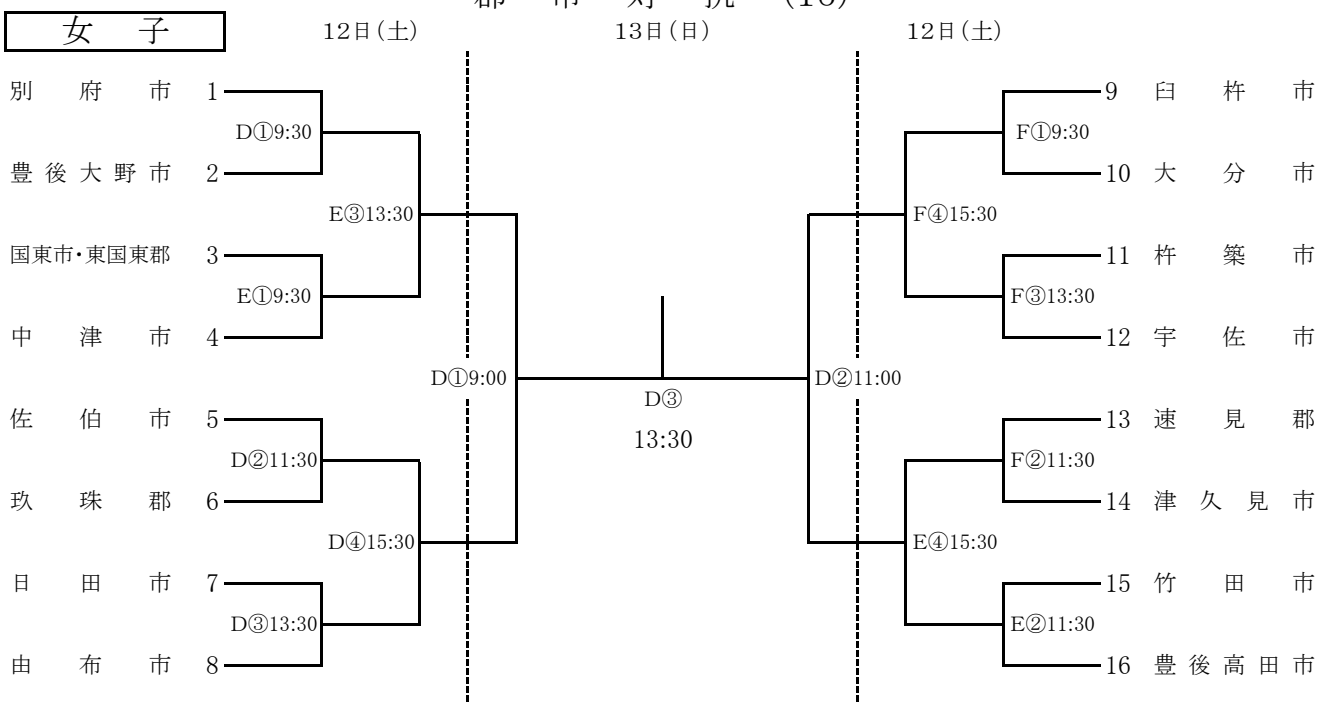 郡 市 対 抗 (16)
女 子
12日(土) 13日(日) 12日(土)
別 府 市 1 9 臼 杵 市
D①9:30 F①9:30
豊 後 大 野 市 2 10 大 分 市
E③13:30 F④15:30
国東市・東国東郡 3 11 杵 築 市
E①9:30 F③13:30
中 津 市 4 12 宇 佐 市
D①9:00 D②11:00
D③
佐 伯 市 5 13 速 見 郡
13:30
D②11:30 F②11:30
玖 珠 郡 6 14 津 久 見 市
D④15:30 E④15:30
日 田 市 7 15 竹 田 市
D③13:30 E②11:30
由 布 市 8 16 豊 後 高 田 市